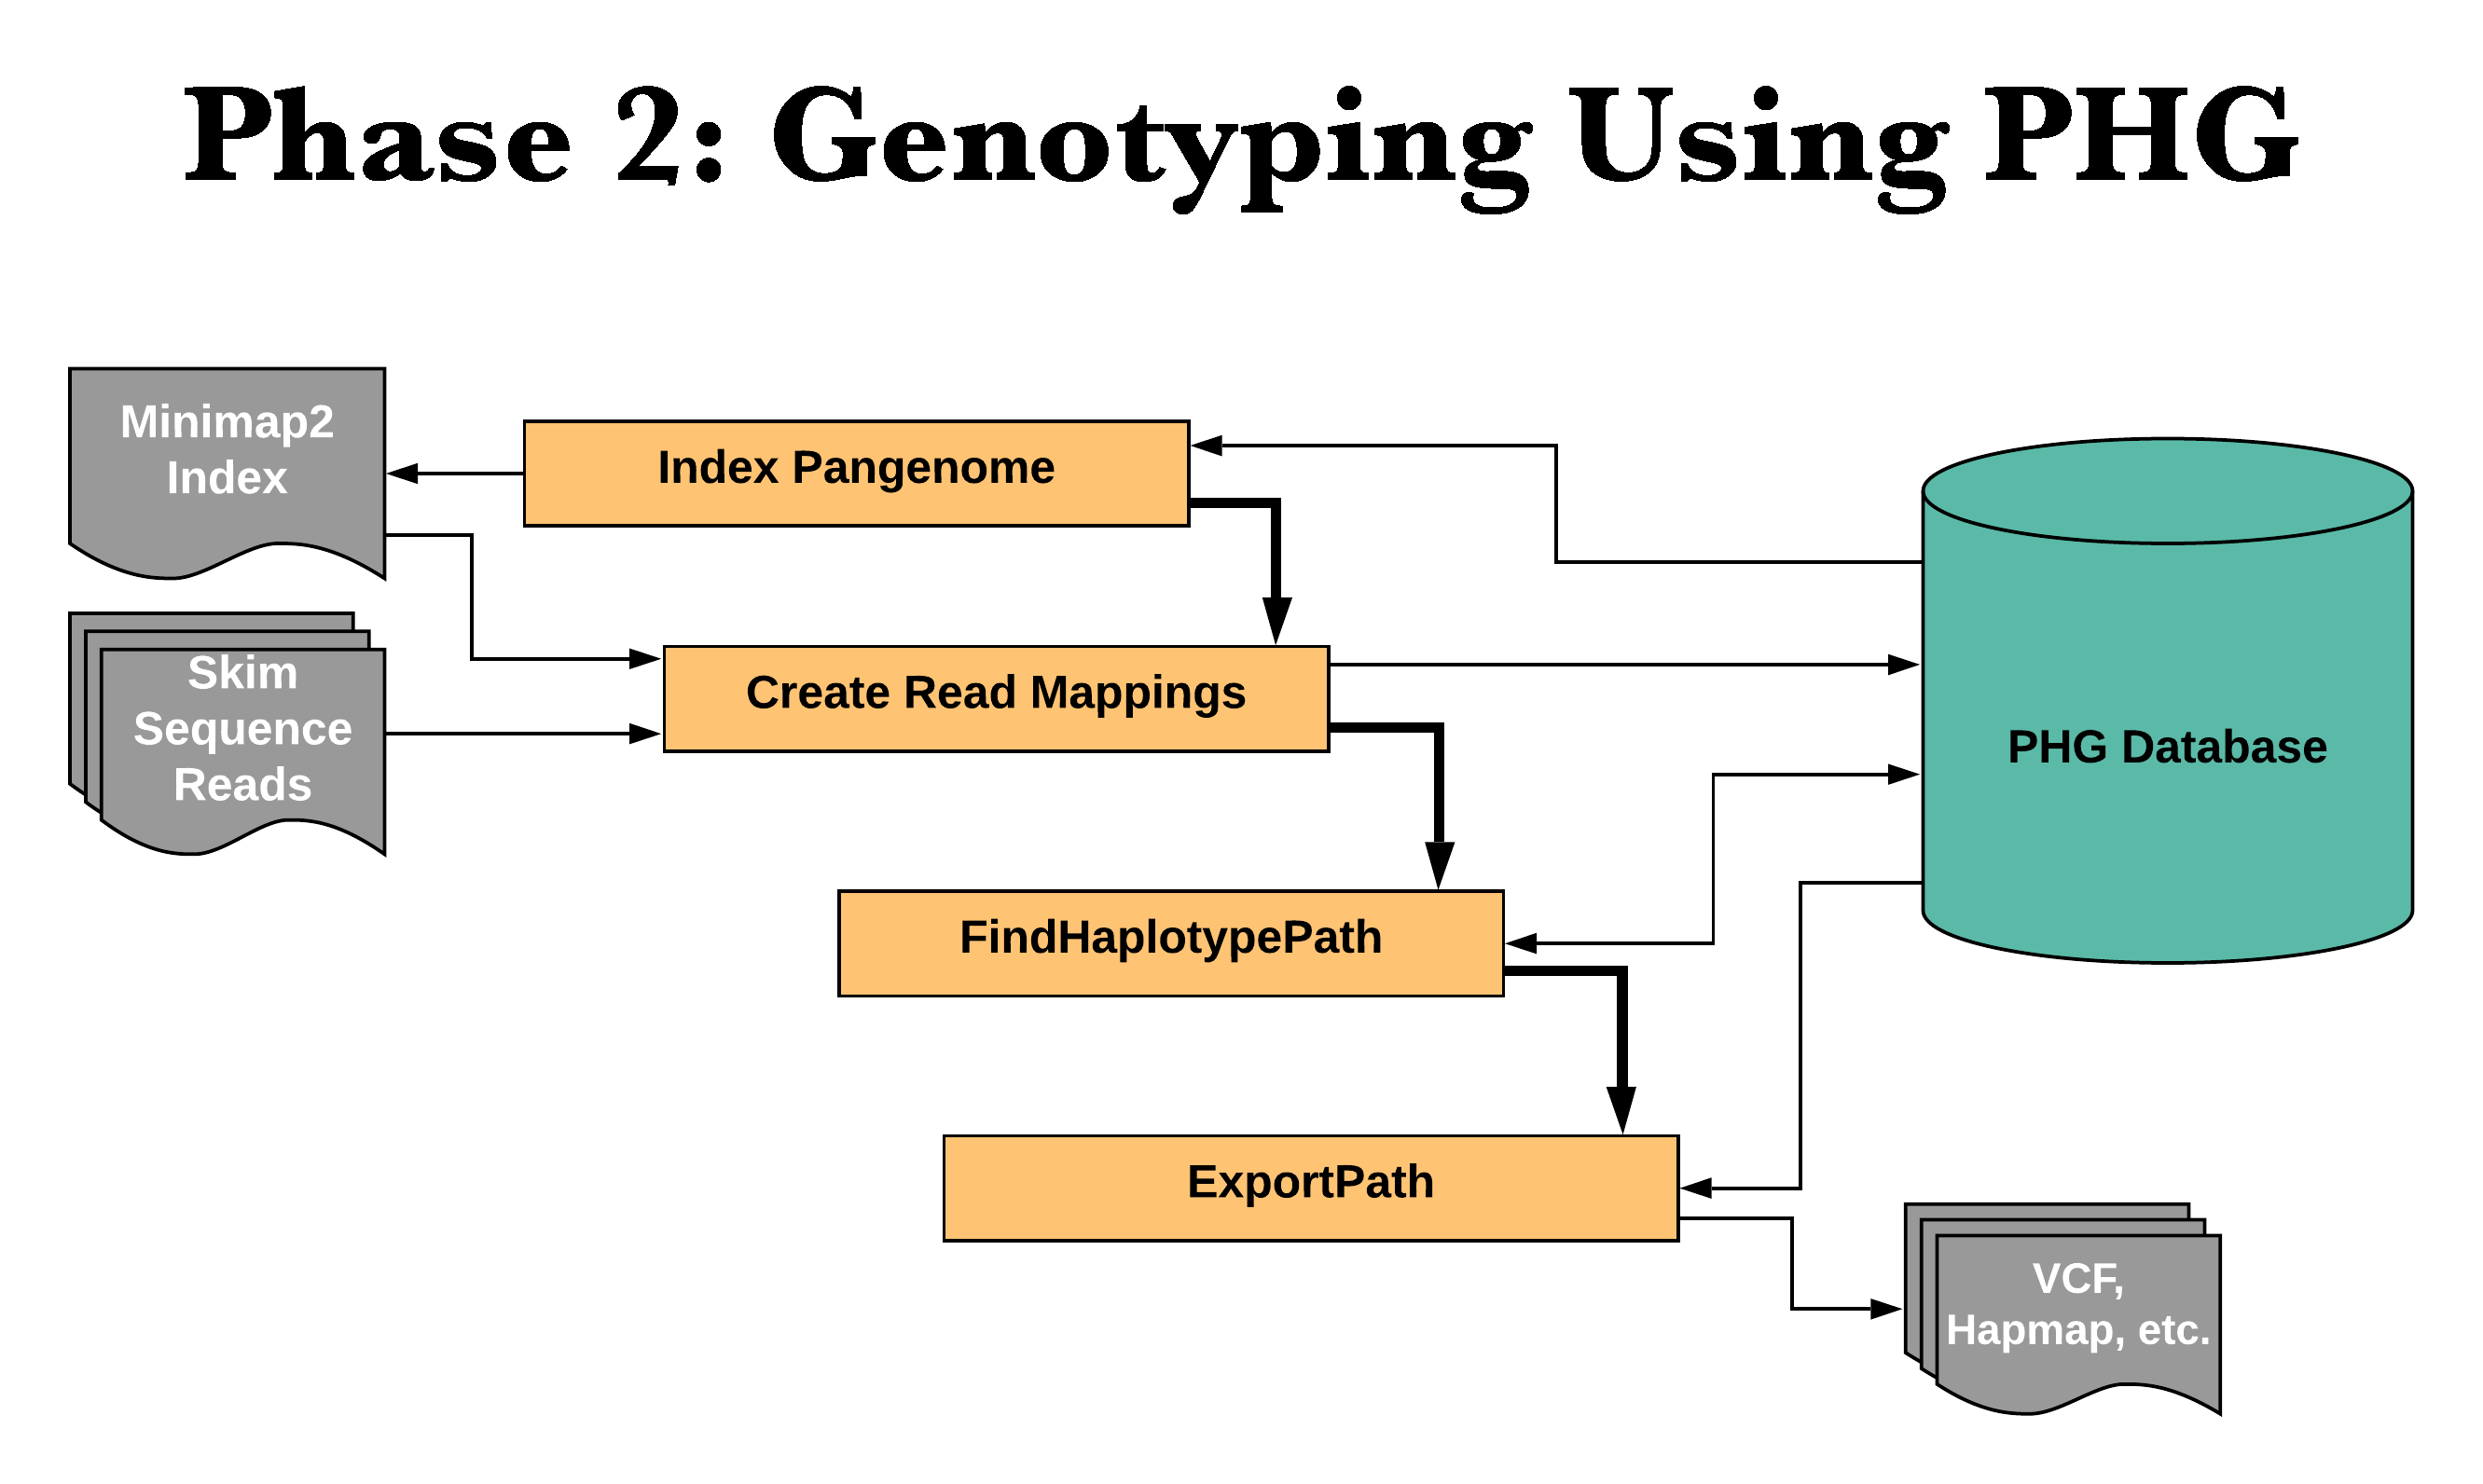 Phase 2: Genotyping Using PHG
Minimap2
Index
Index Pangenome
Skim
Sequence
Reads
Create Read Mappings
PHG Database
FindHaplotypePath
ExportPath
VCF,
Hapmap, etc.